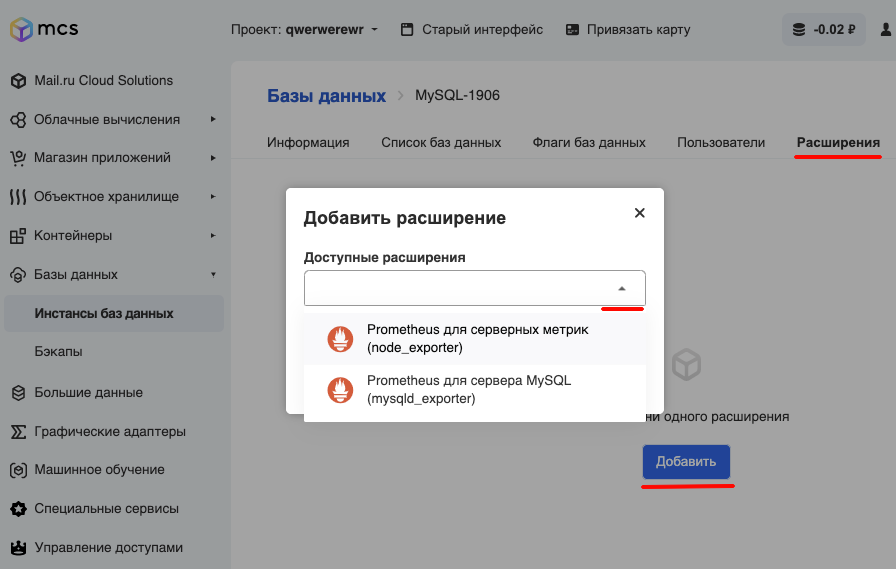 mcs
Проект: qwerwerewr
Старый интерфейс
Привязать карту
-0.02 ₽
Mail.ru Cloud Solutions
Облачные вычисления
Магазин приложений
Объектное хранилище
Контейнеры
Базы данных
Инстансы баз данных
Бэкапы
Большие данные
Графические адаптеры
Машинное обучение
Специальные сервисы
Управление доступами
Базы данных
MySQL-1906
Информация
Список баз данных
Флаги баз данных
Пользователи
Расширения
Добавить расширение
Доступные расширения
Prometheus для серверных метрик
(node_exporter)
Prometheus для сервера MySQL
(mysqld_exporter)
ни одного расширения
Добавить